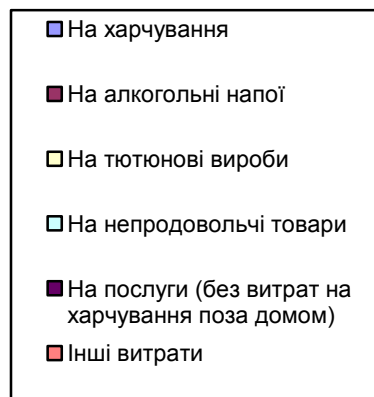 На харчування
На алкогольні напої
На тютюнові вироби
На непродовольчі товари
На послуги (без витрат на
харчування поза домом)
Інші витрати